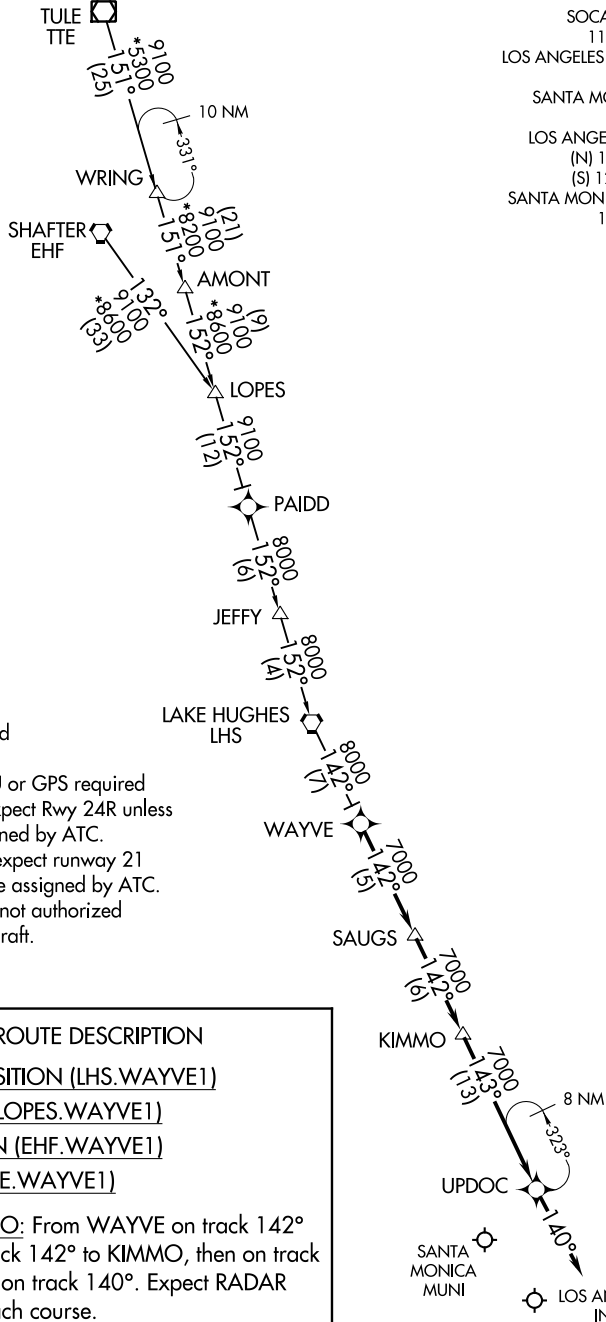 TULE
TTE
9100
*5300
151°
(25)
10 NM
331°
WRING
SHAFTER
EHF
(21)
9100
*8200
151°
AMONT
132°
9100
*8600
(33)
(9)
9100
*8600
152°
LOPES
9100
152°
(12)
PAIDD
8000
152°
(6)
JEFFY
8000
152°
(4)
LAKE HUGHES
LHS
8000
142°
(7)
WAYVE
7000
142°
(5)
SAUGS
7000
142°
(6)
KIMMO
7000
143°
(13)
8 NM
323°
UPDOC
140°
SANTA
MONICA
MUNI
LOS A
IN
SOCA
11
LOS ANGELES
SANTA MO
LOS ANGE
(N) 1
(S) 12
SANTA MON
1
d
J or GPS required
xpect Rwy 24R unless
ned by ATC.
expect runway 21
e assigned by ATC.
not authorized
raft.
ROUTE DESCRIPTION
SITION (LHS.WAYVE1)
LOPES.WAYVE1)
N (EHF.WAYVE1)
E.WAYVE1)
O: From WAYVE on track 142°
ck 142° to KIMMO, then on track
on track 140°. Expect RADAR
ach course.